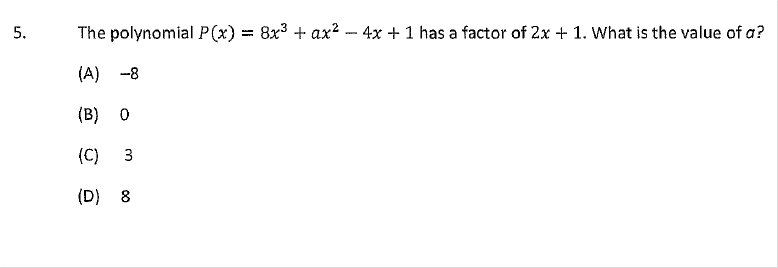 5. The polynomial P(x) = 8x³ + ax² − 4x + 1 has a factor of 2x + 1. What is the value of a?
(A) −8
(B) 0
(C) 3
(D) 8